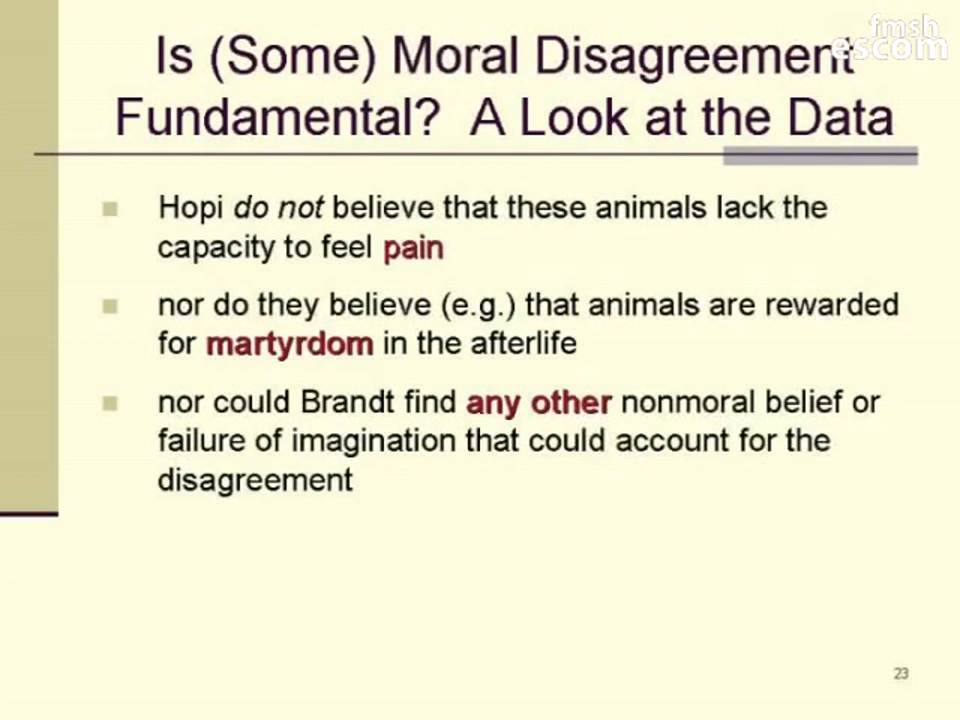 fmsh
escom
Is (Some) Moral Disagreement
Fundamental? A Look at the Data
Hopi do not believe that these animals lack the
capacity to feel pain
nor do they believe (e.g.) that animals are rewarded
for martyrdom in the afterlife
nor could Brandt find any other nonmoral belief or
failure of imagination that could account for the
disagreement
23